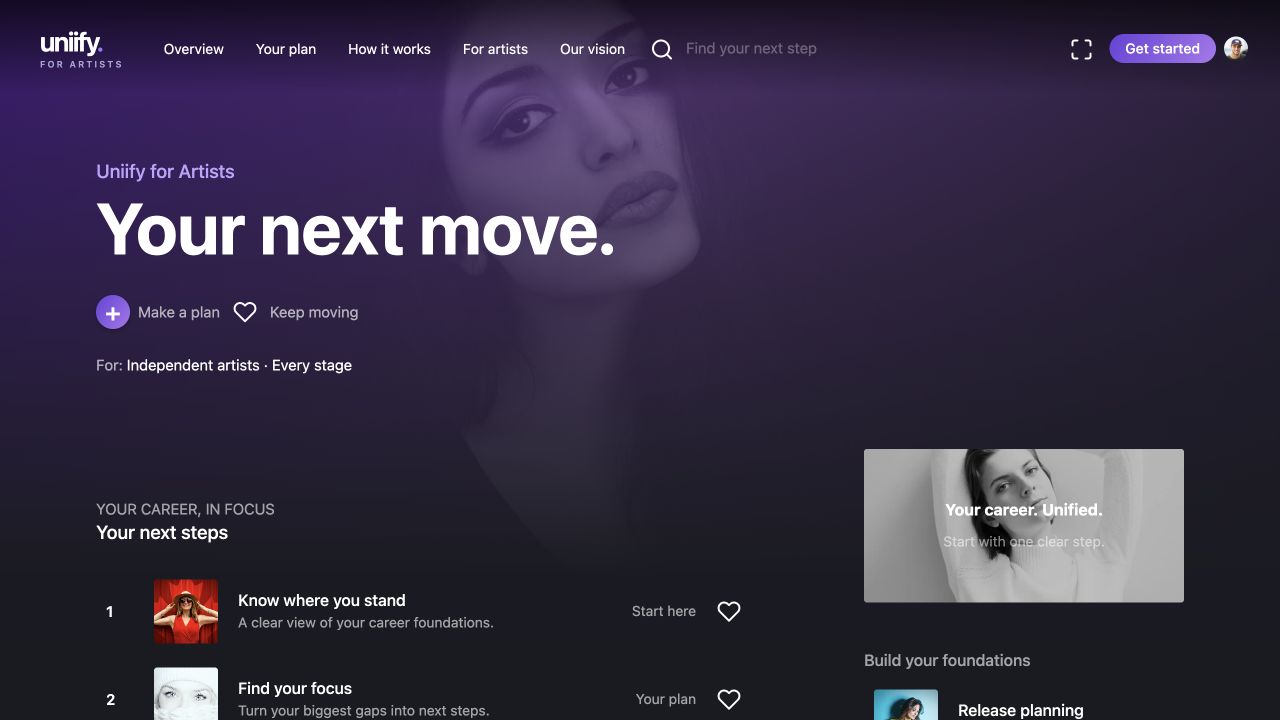 uniify.
FOR ARTISTS
Overview
Your plan
How it works
For artists
Our vision
Find your next step
Get started
Uniify for Artists
Your next move.
Make a plan
Keep moving
For: Independent artists · Every stage
YOUR CAREER, IN FOCUS
Your next steps
1
Know where you stand
A clear view of your career foundations.
Start here
2
Find your focus
Turn your biggest gaps into next steps.
Your plan
Your career. Unified.
Start with one clear step.
Build your foundations
Release planning